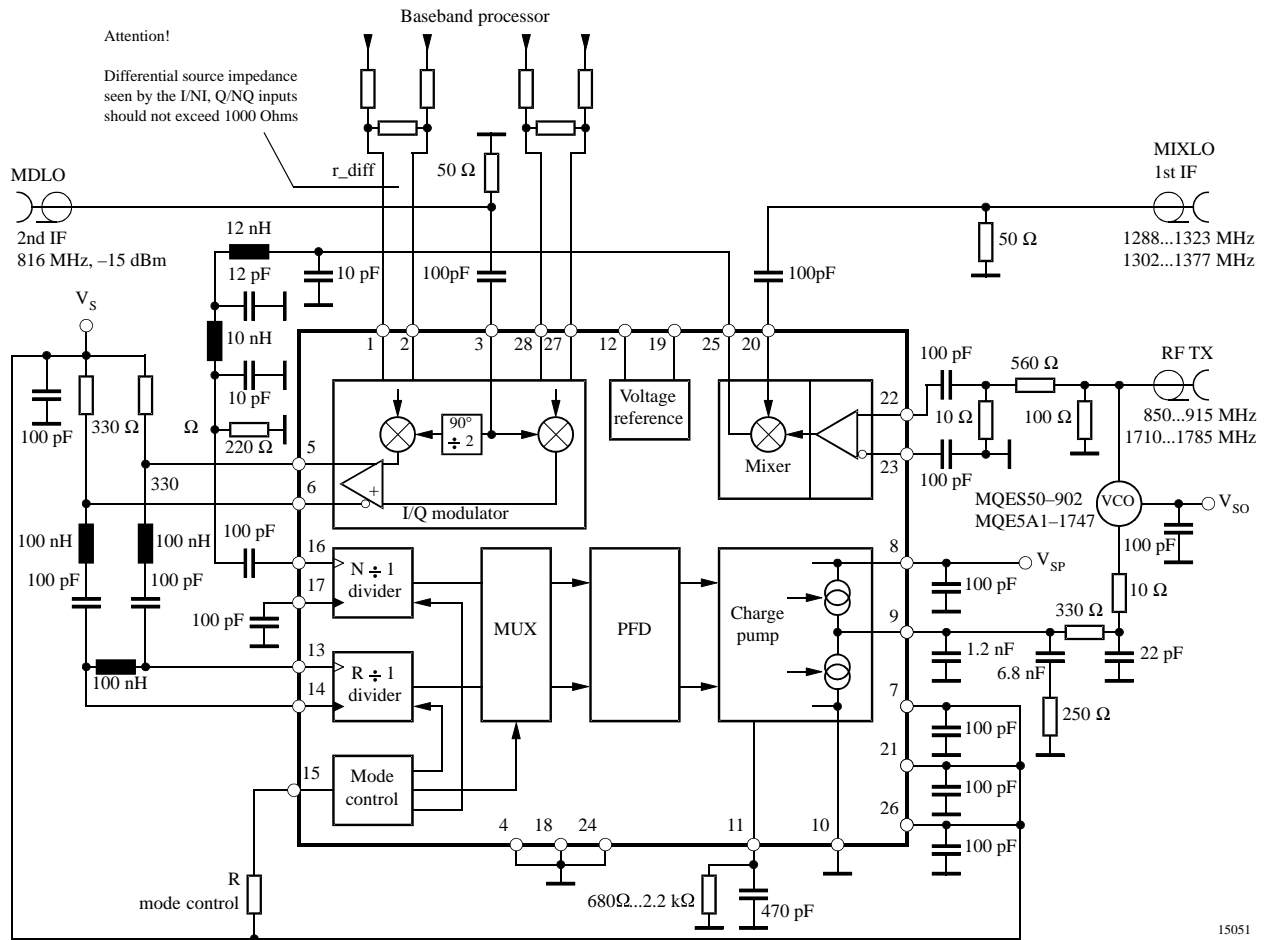 Baseband processor
Attention!
Differential source impedance
seen by the I/NI, Q/NQ inputs
should not exceed 1000 Ohms
r_diff
50 Ω
MDLO
2nd IF
816 MHz, –15 dBm
MIXLO
1st IF
50 Ω
1288...1323 MHz
1302...1377 MHz
12 nH
12 pF
10 pF
100pF
100pF
VS
10 nH
10 pF
100 pF
330 Ω
Ω
220 Ω
330
1
2
3
28
27
12
19
25
20
90°
÷ 2
I/Q modulator
+
Voltage
reference
Mixer
5
6
22
23
100 pF
560 Ω
10 Ω
100 Ω
100 pF
RF TX
850...915 MHz
1710...1785 MHz
MQES50–902
MQE5A1–1747
VCO
VSO
100 pF
10 Ω
100 nH
100 nH
100 pF
100 pF
100 pF
100 pF
100 nH
16
17
13
14
15
N ÷ 1
divider
R ÷ 1
divider
Mode
control
MUX
PFD
Charge
pump
8
9
7
21
26
VSP
100 pF
330 Ω
1.2 nF
6.8 nF
22 pF
250 Ω
100 pF
100 pF
100 pF
4
18
24
11
10
R
mode control
680Ω...2.2 kΩ
470 pF
15051